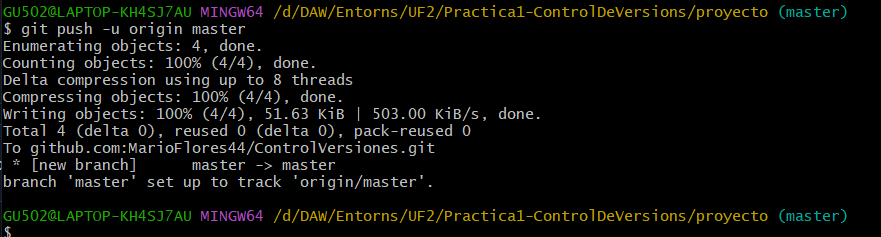 GU502@LAPTOP-KH4SJ7AU MINGW64 /d/DAW/Entorns/UF2/Practica1-ControlDeVersions/proyecto (master)
$ git push -u origin master
Enumerating objects: 4, done.
Counting objects: 100% (4/4), done.
Delta compression using up to 8 threads
Compressing objects: 100% (4/4), done.
Writing objects: 100% (4/4), 51.63 KiB | 503.00 KiB/s, done.
Total 4 (delta 0), reused 0 (delta 0), pack-reused 0
To github.com:MarioFlores44/ControlVersiones.git
 * [new branch]      master -> master
branch 'master' set up to track 'origin/master'.

GU502@LAPTOP-KH4SJ7AU MINGW64 /d/DAW/Entorns/UF2/Practica1-ControlDeVersions/proyecto (master)
$